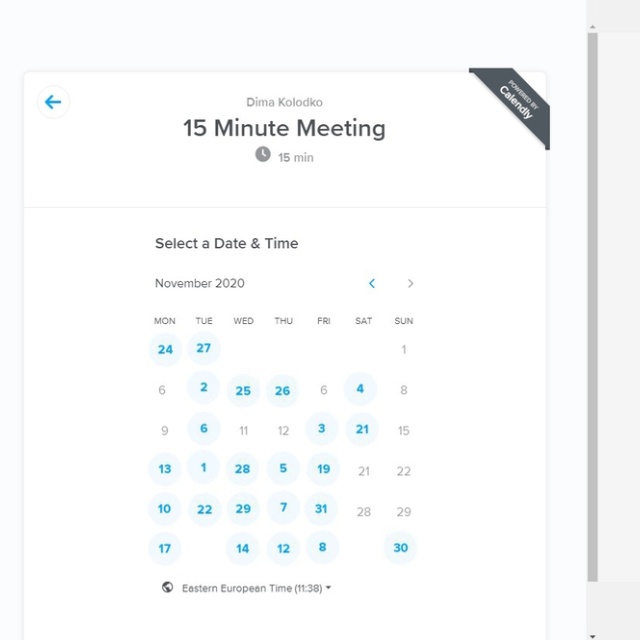 POWERED BY
Calendly
Dima Kolodko
15 Minute Meeting
15 min
Select a Date & Time
November 2020
MON TUE WED THU FRI SAT SUN
24 27 1
6 2 25 26 6 4 8
9 6 11 12 3 21 15
13 1 28 5 19 21 22
10 22 29 7 31 28 29
17 14 12 8 30
Eastern European Time (11:38)